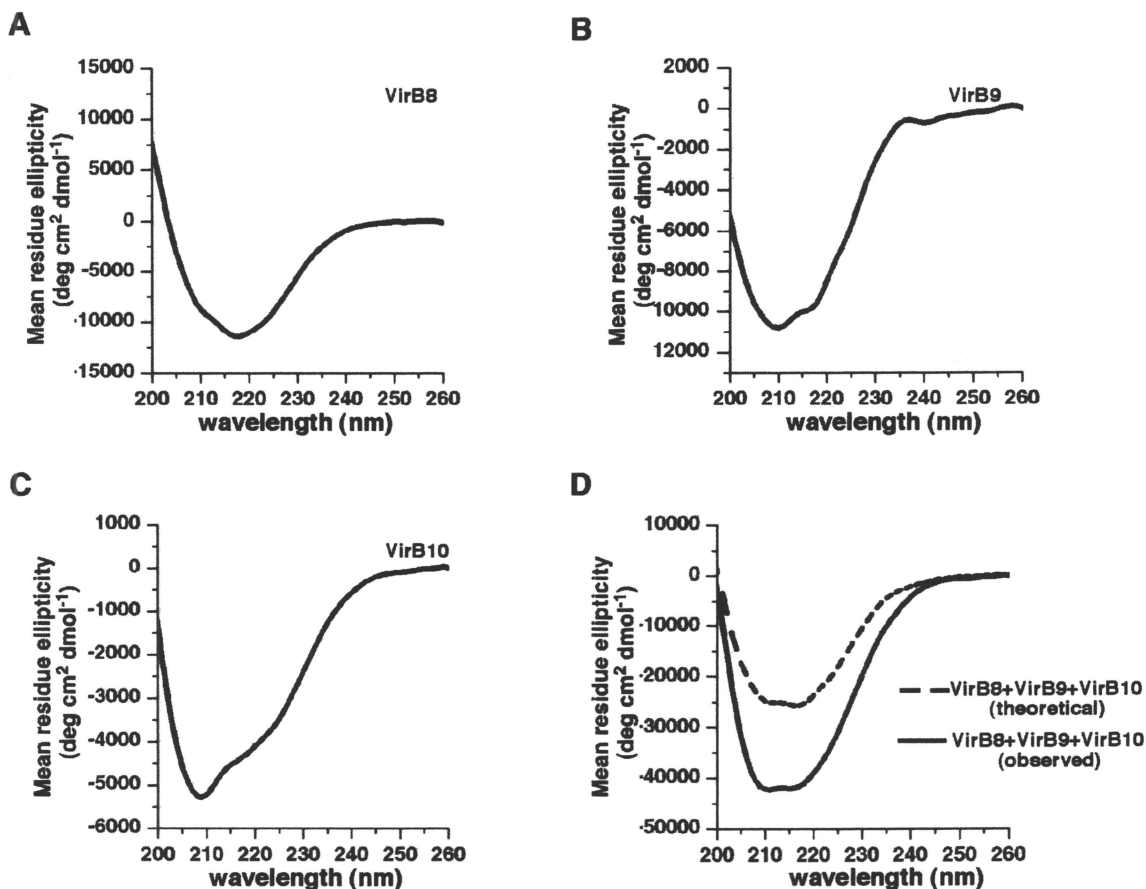 A
Mean residue ellipticity
(deg cm² dmol⁻¹)
15000
10000
5000
0
-5000
·10000
·15000
VirB8
200 210 220 230 240 250 260
wavelength (nm)
B
Mean residue ellipticity
(deg cm² dmol⁻¹)
2000
0
-2000
-4000
-6000
-8000
10000
12000
VirB9
200 210 220 230 240 250 260
wavelength (nm)
C
Mean residue ellipticity
(deg cm² dmol⁻¹)
1000
0
-1000
-2000
-3000
-4000
-5000
-6000
VirB10
200 210 220 230 240 250 260
wavelength (nm)
D
Mean residue ellipticity
(deg cm² dmol⁻¹)
10000
0
·10000
-20000
-30000
-40000
-50000
200 210 220 230 240 250 260
wavelength (nm)
VirB8+VirB9+VirB10
(theoretical)
VirB8+VirB9+VirB10
(observed)